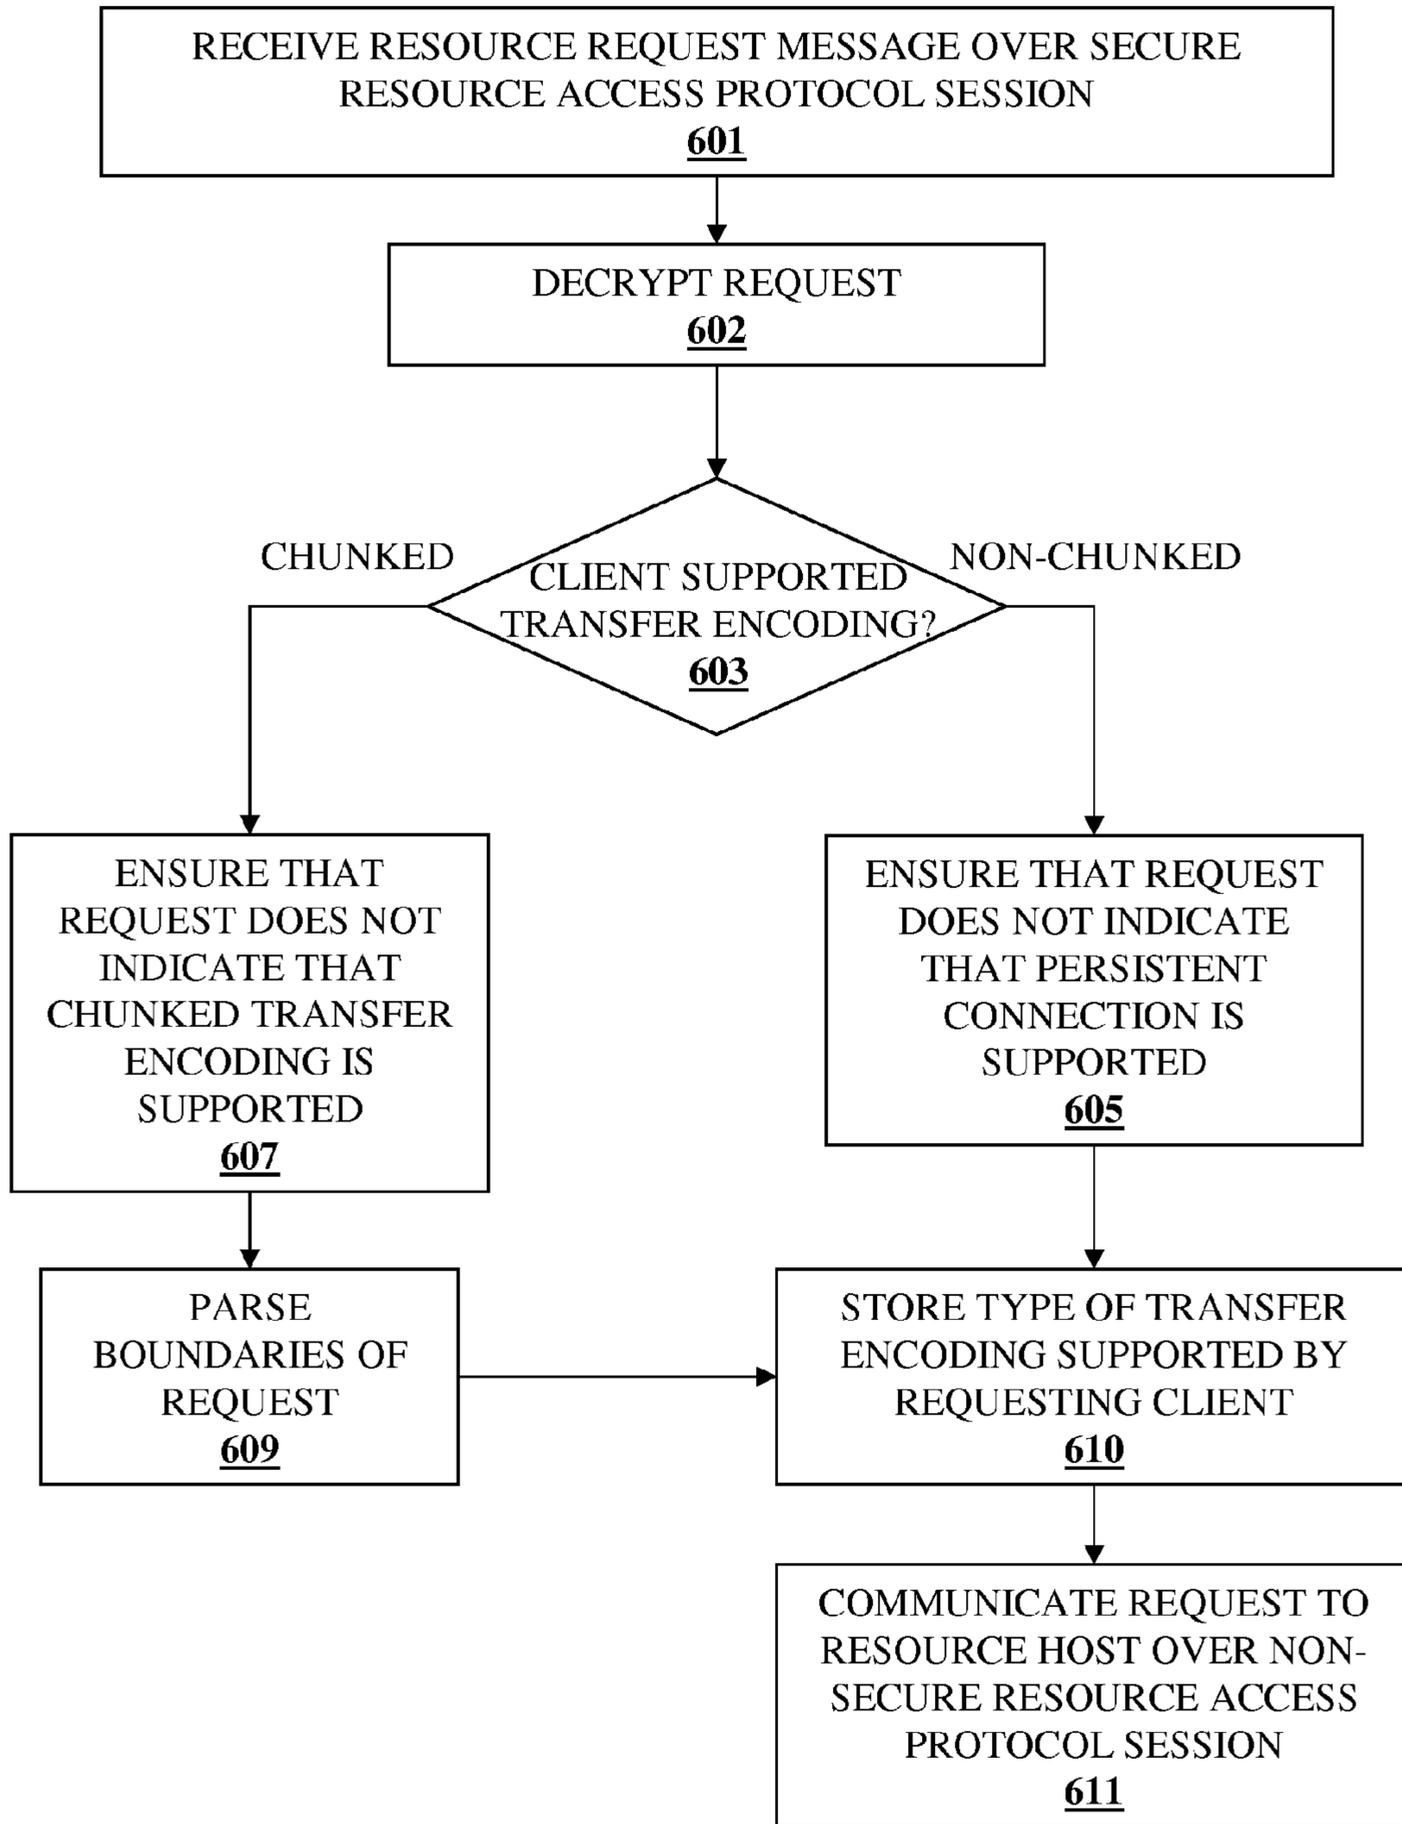 RECEIVE RESOURCE REQUEST MESSAGE OVER SECURE
RESOURCE ACCESS PROTOCOL SESSION
601
DECRYPT REQUEST
602
CHUNKED
NON-CHUNKED
CLIENT SUPPORTED
TRANSFER ENCODING?
603
ENSURE THAT
REQUEST DOES NOT
INDICATE THAT
CHUNKED TRANSFER
ENCODING IS
SUPPORTED
607
ENSURE THAT REQUEST
DOES NOT INDICATE
THAT PERSISTENT
CONNECTION IS
SUPPORTED
605
PARSE
BOUNDARIES OF
REQUEST
609
STORE TYPE OF TRANSFER
ENCODING SUPPORTED BY
REQUESTING CLIENT
610
COMMUNICATE REQUEST TO
RESOURCE HOST OVER NON-
SECURE RESOURCE ACCESS
PROTOCOL SESSION
611